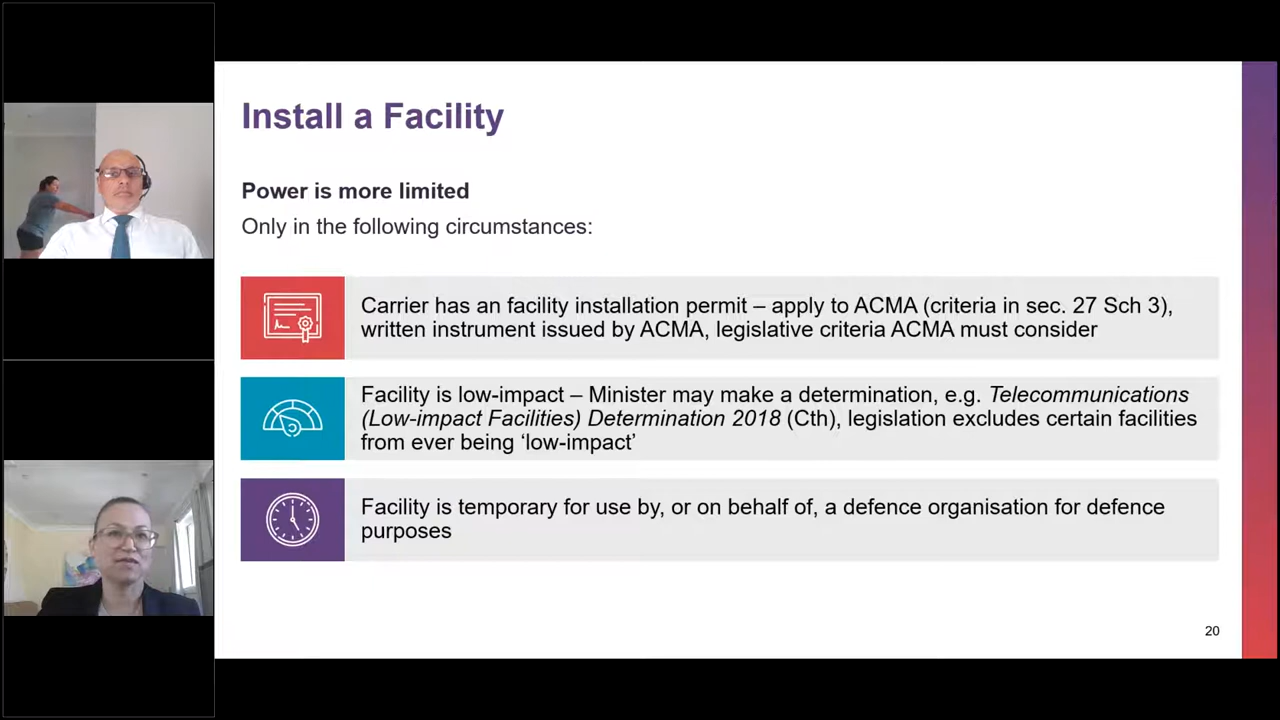 Install a Facility
Power is more limited
Only in the following circumstances:
Carrier has an facility installation permit – apply to ACMA (criteria in sec. 27 Sch 3),
written instrument issued by ACMA, legislative criteria ACMA must consider
Facility is low-impact – Minister may make a determination, e.g. Telecommunications
(Low-impact Facilities) Determination 2018 (Cth), legislation excludes certain facilities
from ever being ‘low-impact’
Facility is temporary for use by, or on behalf of, a defence organisation for defence
purposes
20